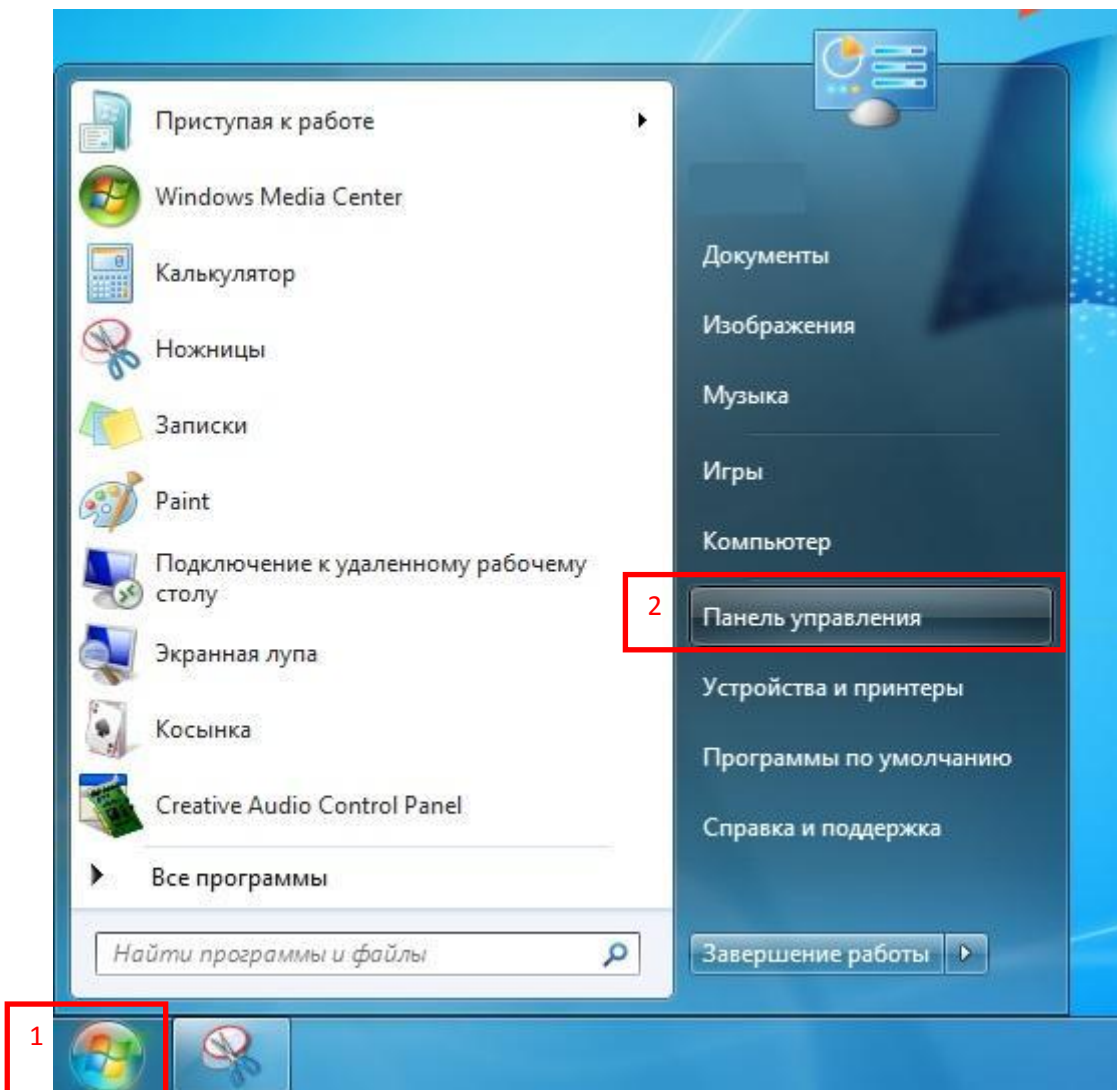 Приступая к работе
Windows Media Center
Калькулятор
Ножницы
Записки
Paint
Подключение к удаленному рабочему
столу
Экранная лупа
Косынка
Creative Audio Control Panel
Все программы
Найти программы и файлы
Документы
Изображения
Музыка
Игры
Компьютер
2
Панель управления
Устройства и принтеры
Программы по умолчанию
Справка и поддержка
Завершение работы
1